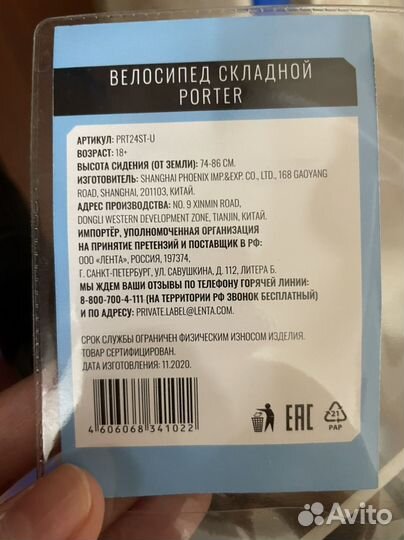 ВЕЛОСИПЕД СКЛАДНОЙ
PORTER
АРТИКУЛ: PRT24ST-U
ВОЗРАСТ: 18+
ВЫСОТА СИДЕНИЯ (ОТ ЗЕМЛИ): 74-86 СМ.
ИЗГОТОВИТЕЛЬ: SHANGHAI PHOENIX IMP.&EXP. CO., LTD., 168 GAOYANG
ROAD, SHANGHAI, 201103, КИТАЙ.
АДРЕС ПРОИЗВОДСТВА: NO. 9 XINMIN ROAD,
DONGLI WESTERN DEVELOPMENT ZONE, TIANJIN, КИТАЙ.
ИМПОРТЁР, УПОЛНОМОЧЕННАЯ ОРГАНИЗАЦИЯ
НА ПРИНЯТИЕ ПРЕТЕНЗИЙ И ПОСТАВЩИК В РФ:
ООО «ЛЕНТА», РОССИЯ, 197374,
Г. САНКТ-ПЕТЕРБУРГ, УЛ. САВУШКИНА, Д. 112, ЛИТЕРА Б.
МЫ ЖДЕМ ВАШИ ОТЗЫВЫ ПО ТЕЛЕФОНУ ГОРЯЧЕЙ ЛИНИИ:
8-800-700-4-111 (НА ТЕРРИТОРИИ РФ ЗВОНОК БЕСПЛАТНЫЙ)
И ПО АДРЕСУ: PRIVATE.LABEL@LENTA.COM.
СРОК СЛУЖБЫ ОГРАНИЧЕН ФИЗИЧЕСКИМ ИЗНОСОМ ИЗДЕЛИЯ.
ТОВАР СЕРТИФИЦИРОВАН.
ДАТА ИЗГОТОВЛЕНИЯ: 11.2020.
4 606068 341022
EAC
21
PAP
Avito